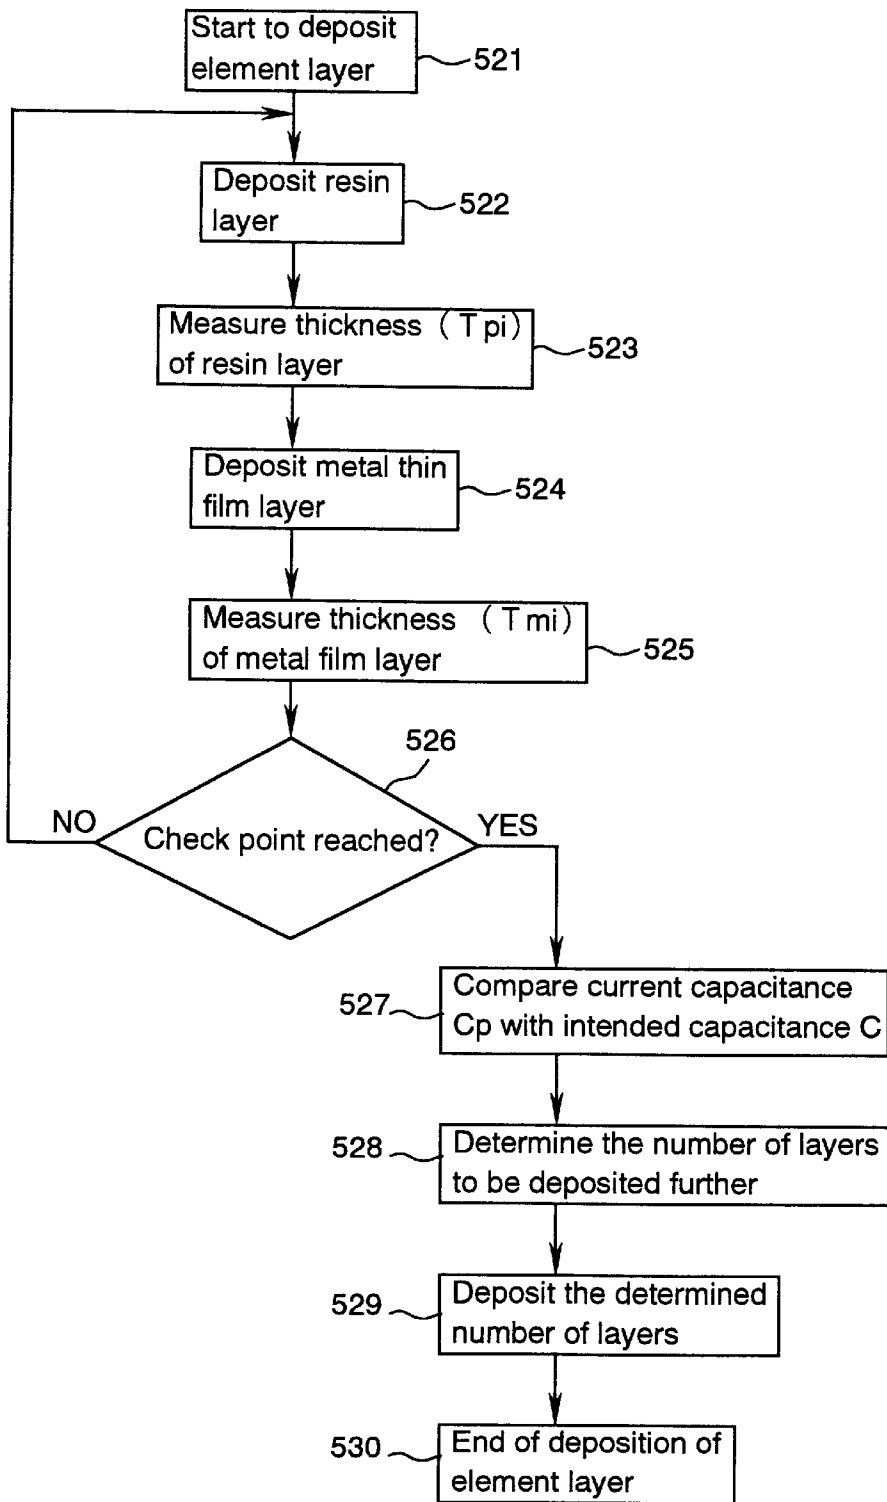 Start to deposit
element layer
521
Deposit resin
layer
522
Measure thickness (Tpi)
of resin layer
523
Deposit metal thin
film layer
524
Measure thickness (Tmi)
of metal film layer
525
526
NO
Check point reached?
YES
527
Compare current capacitance
Cp with intended capacitance C
528
Determine the number of layers
to be deposited further
529
Deposit the determined
number of layers
530
End of deposition of
element layer